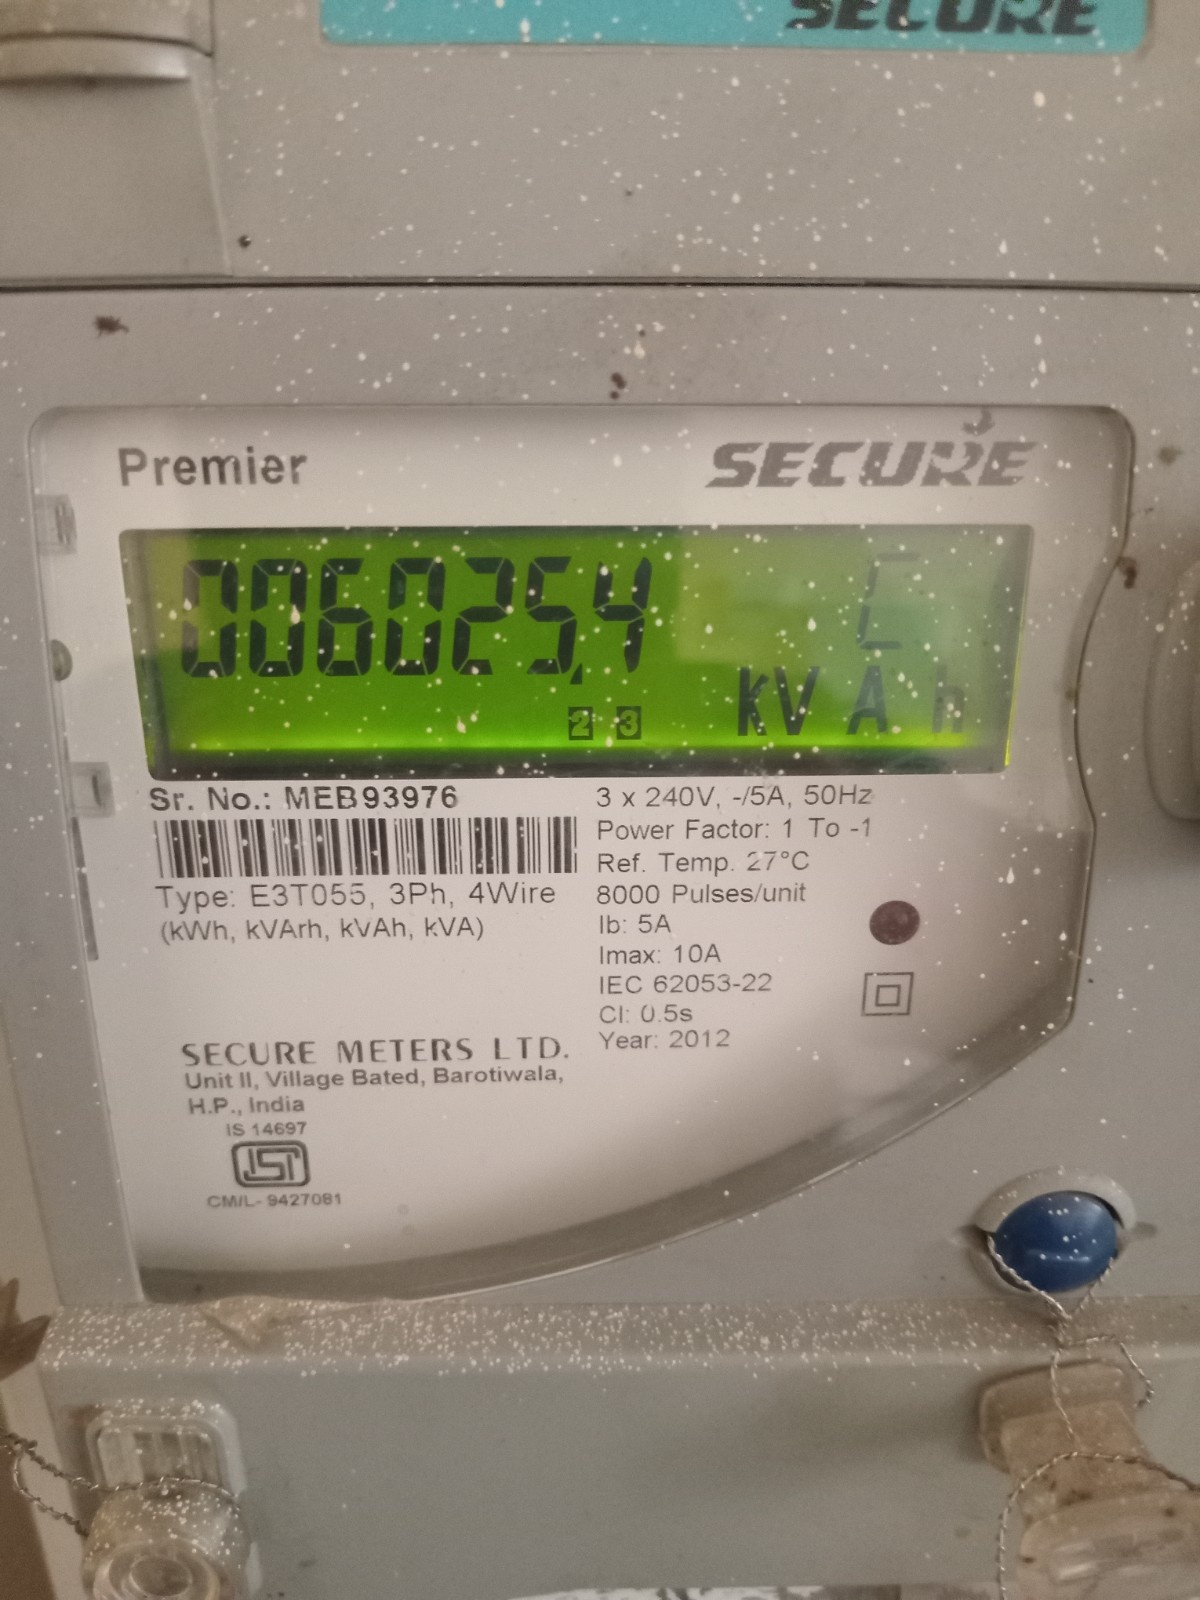 SECURE
Premier
SECURE
006025.4
C
2 3
kVAh
Sr. No.: MEB93976
Type: E3T055, 3Ph, 4Wire
(kWh, kVArh, kVAh, kVA)
3 x 240V, -/5A, 50Hz
Power Factor: 1 To -1
Ref. Temp. 27°C
8000 Pulses/unit
Ib: 5A
Imax: 10A
IEC 62053-22
Cl: 0.5s
Year: 2012
SECURE METERS LTD.
Unit II, Village Bated, Barotiwala,
H.P., India
IS 14697
ISI
CM/L- 9427081